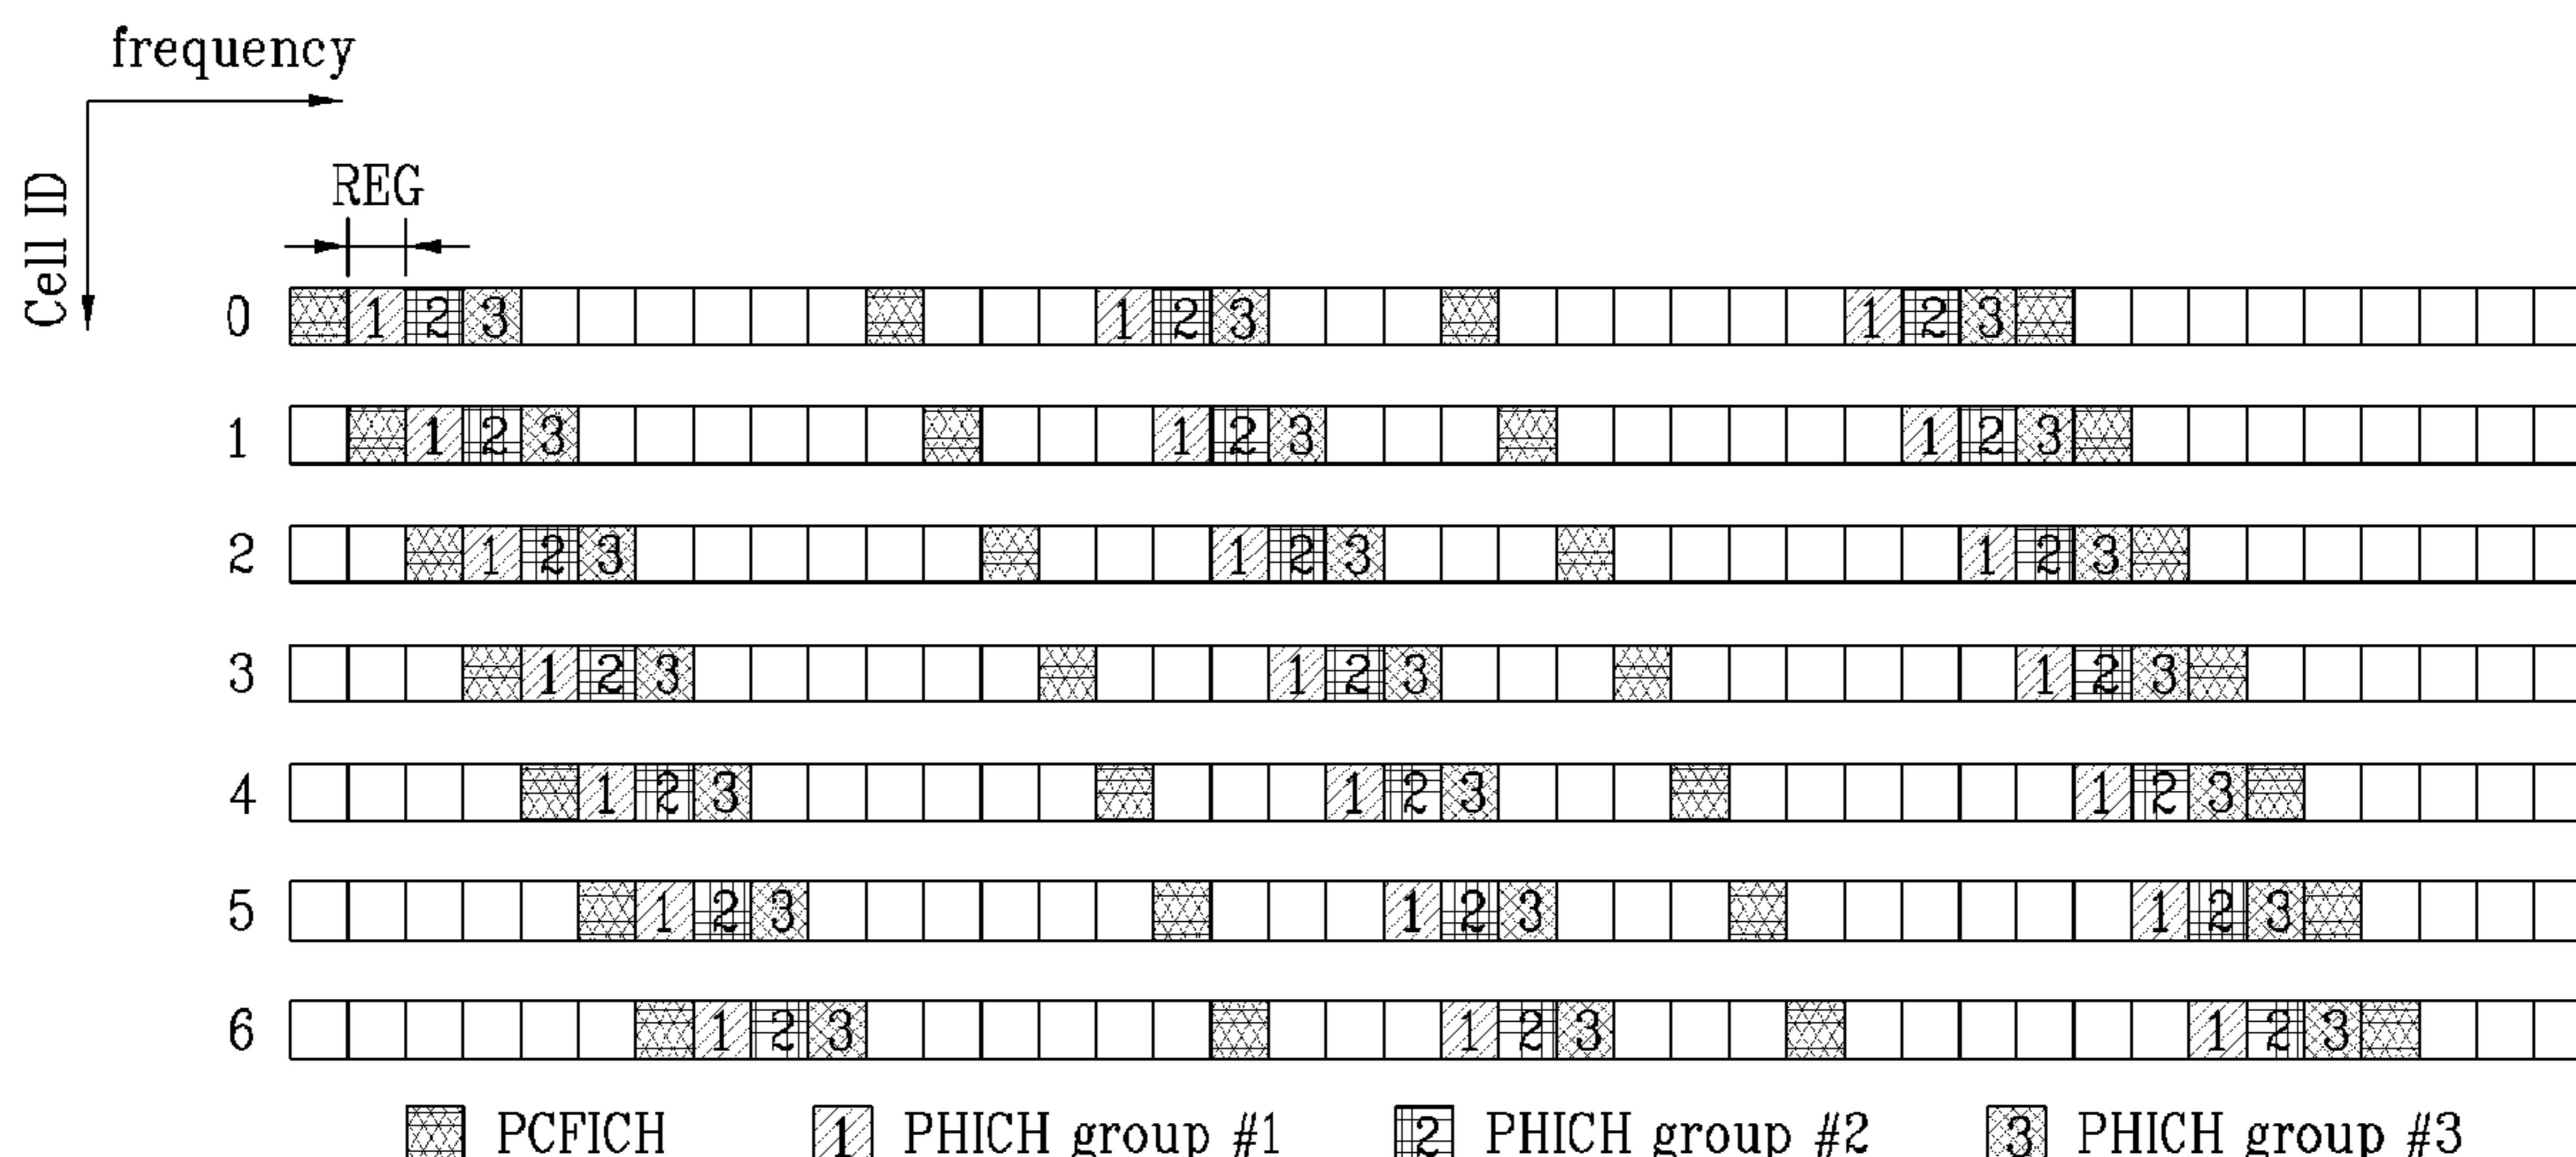 frequency
Cell ID
REG
0 1 2 3 1 2 3 1 2 3
1 1 2 3 1 2 3 1 2 3
2 1 2 3 1 2 3 1 2 3
3 1 2 3 1 2 3 1 2 3
4 1 2 3 1 2 3 1 2 3
5 1 2 3 1 2 3 1 2 3
6 1 2 3 1 2 3 1 2 3
PCFICH 1 PHICH group #1 2 PHICH group #2 3 PHICH group #3